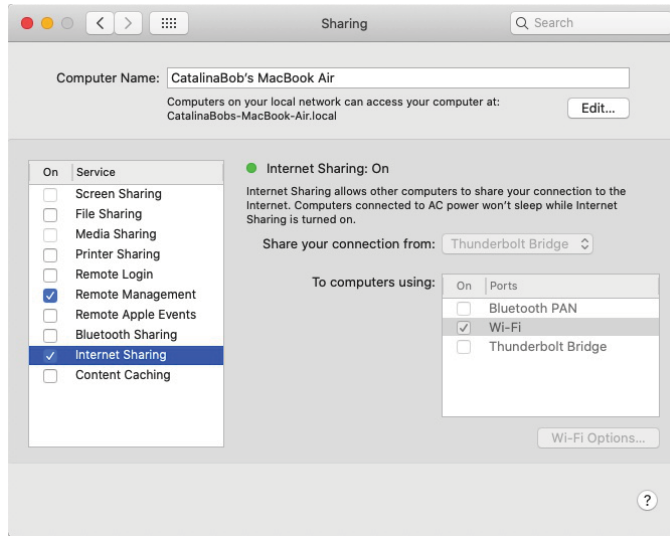 Sharing
Search
Computer Name: CatalinaBob's MacBook Air
Computers on your local network can access your computer at:
CatalinaBobs-MacBook-Air.local
Edit...
On Service
Screen Sharing
File Sharing
Media Sharing
Printer Sharing
Remote Login
Remote Management
Remote Apple Events
Bluetooth Sharing
Internet Sharing
Content Caching
Internet Sharing: On
Internet Sharing allows other computers to share your connection to the
Internet. Computers connected to AC power won't sleep while Internet
Sharing is turned on.
Share your connection from: Thunderbolt Bridge
To computers using:
On Ports
Bluetooth PAN
Wi-Fi
Thunderbolt Bridge
Wi-Fi Options...
?